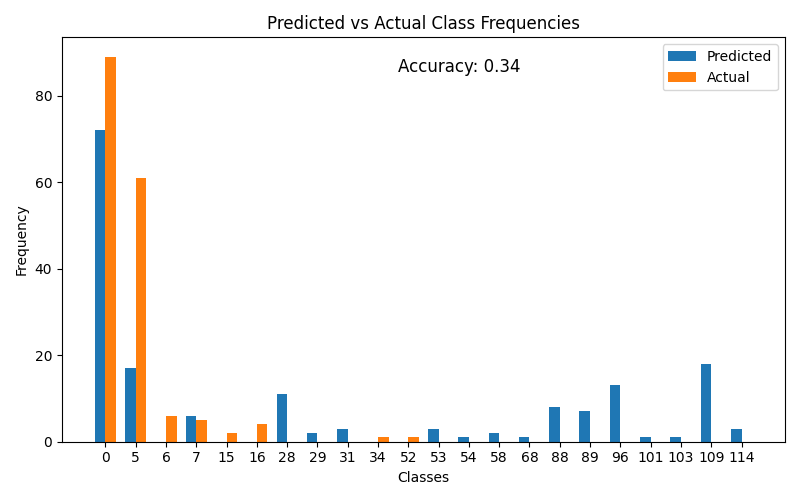 Predicted vs Actual Class Frequencies
Accuracy: 0.34
Predicted
Actual
80
60
40
20
0
Frequency
0 5 6 7 15 16 28 29 31 34 52 53 54 58 68 88 89 96 101 103 109 114
Classes